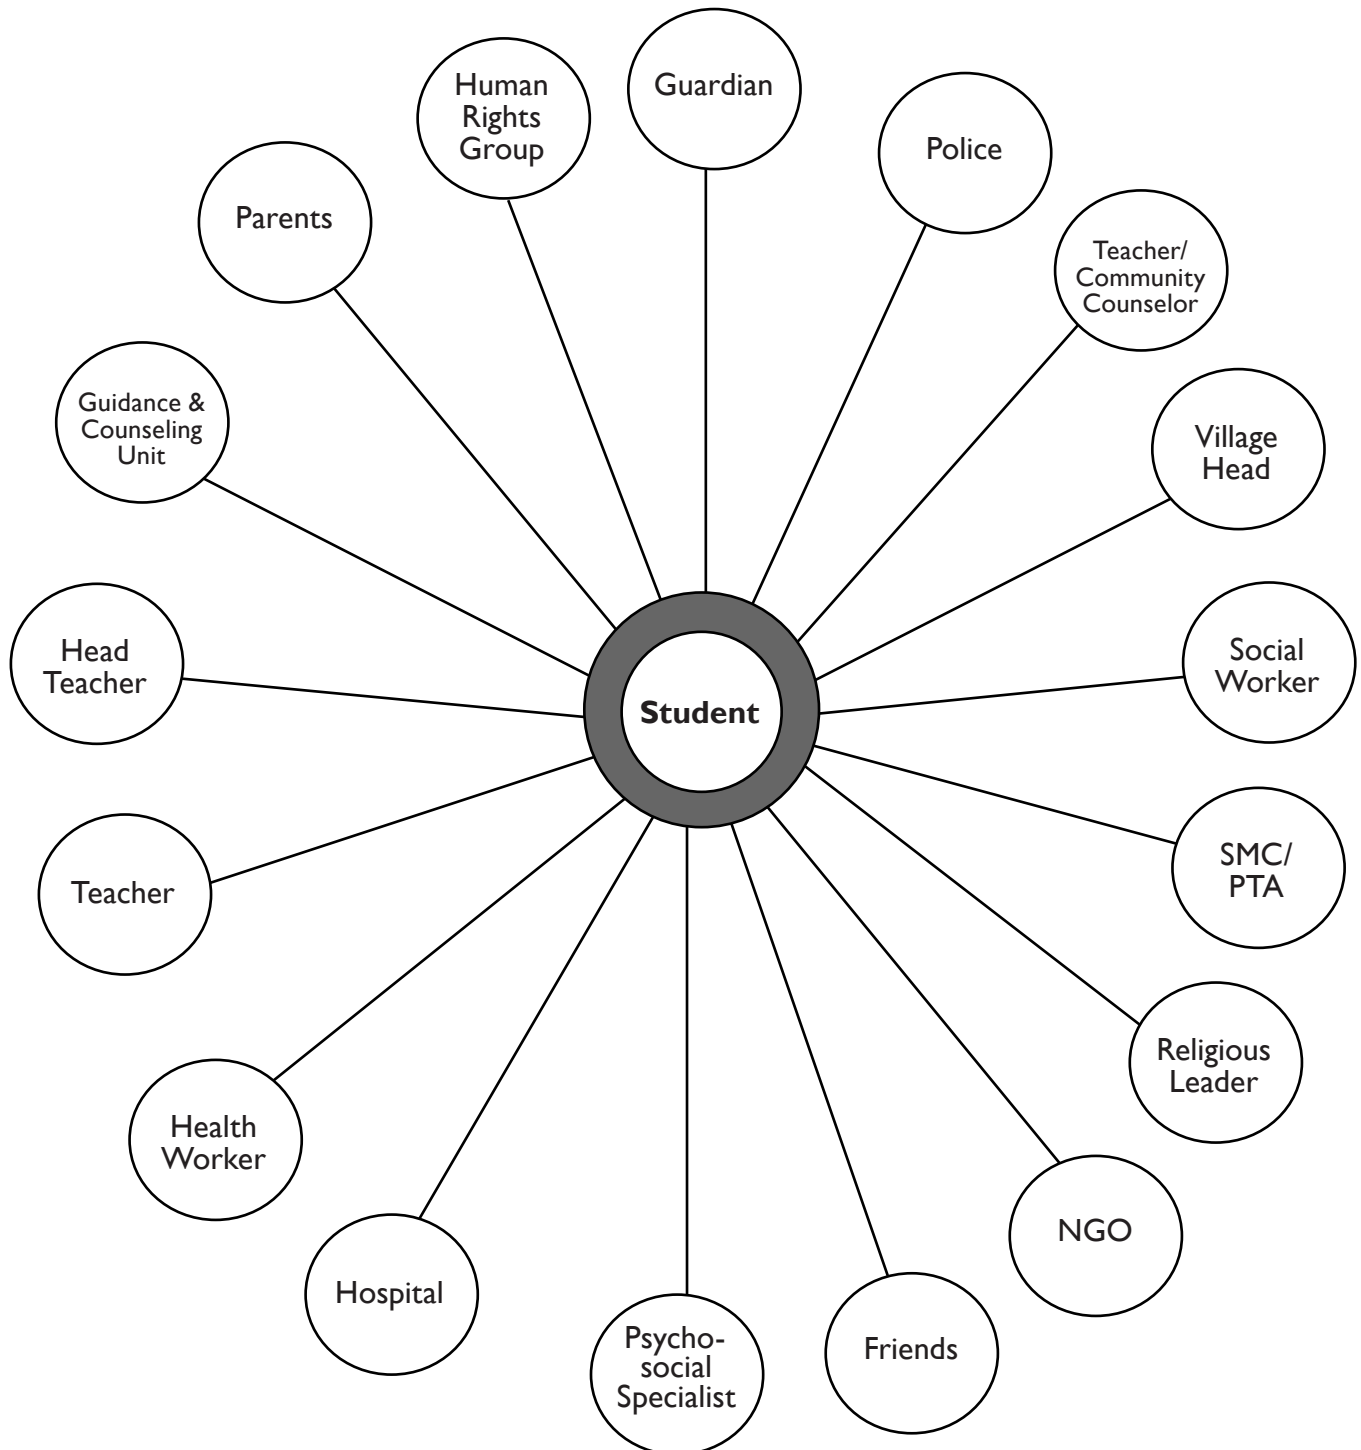 Human
Rights
Group
Guardian
Police
Parents
Teacher/
Community
Counselor
Guidance &
Counseling
Unit
Village
Head
Head
Teacher
Social
Worker
Student
Teacher
SMC/
PTA
Religious
Leader
Health
Worker
NGO
Hospital
Psycho-
social
Specialist
Friends